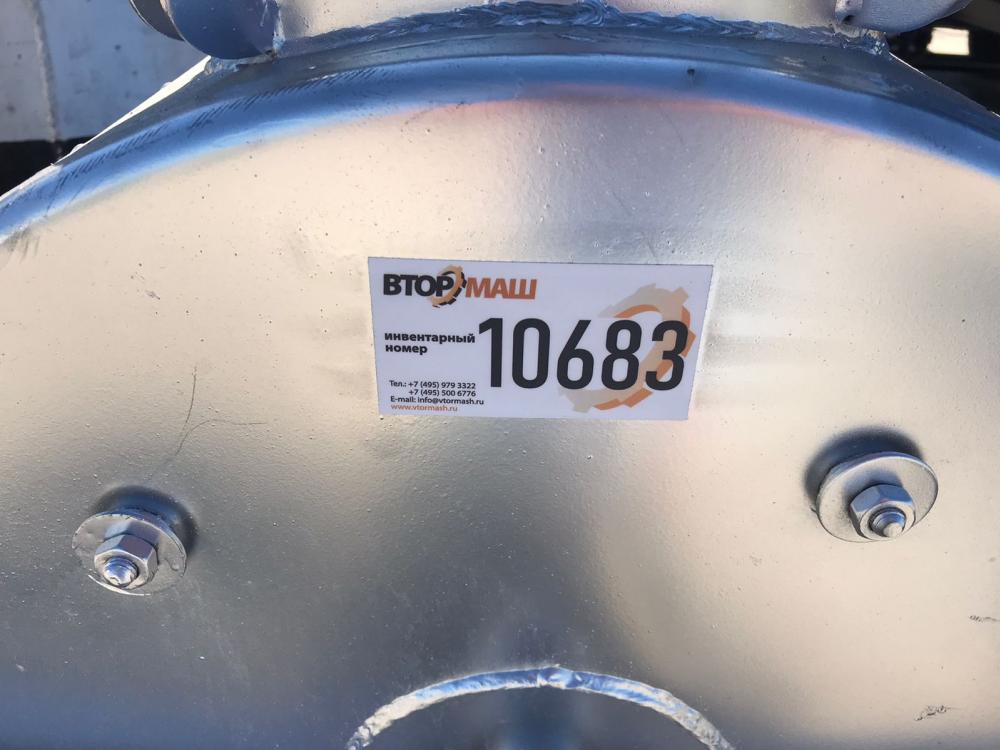 ВТОРМАШ
инвентарный
номер
10683
Тел.: +7 (495) 979 3322
+7 (495) 500 6776
E-mail: info@vtormash.ru
www.vtormash.ru